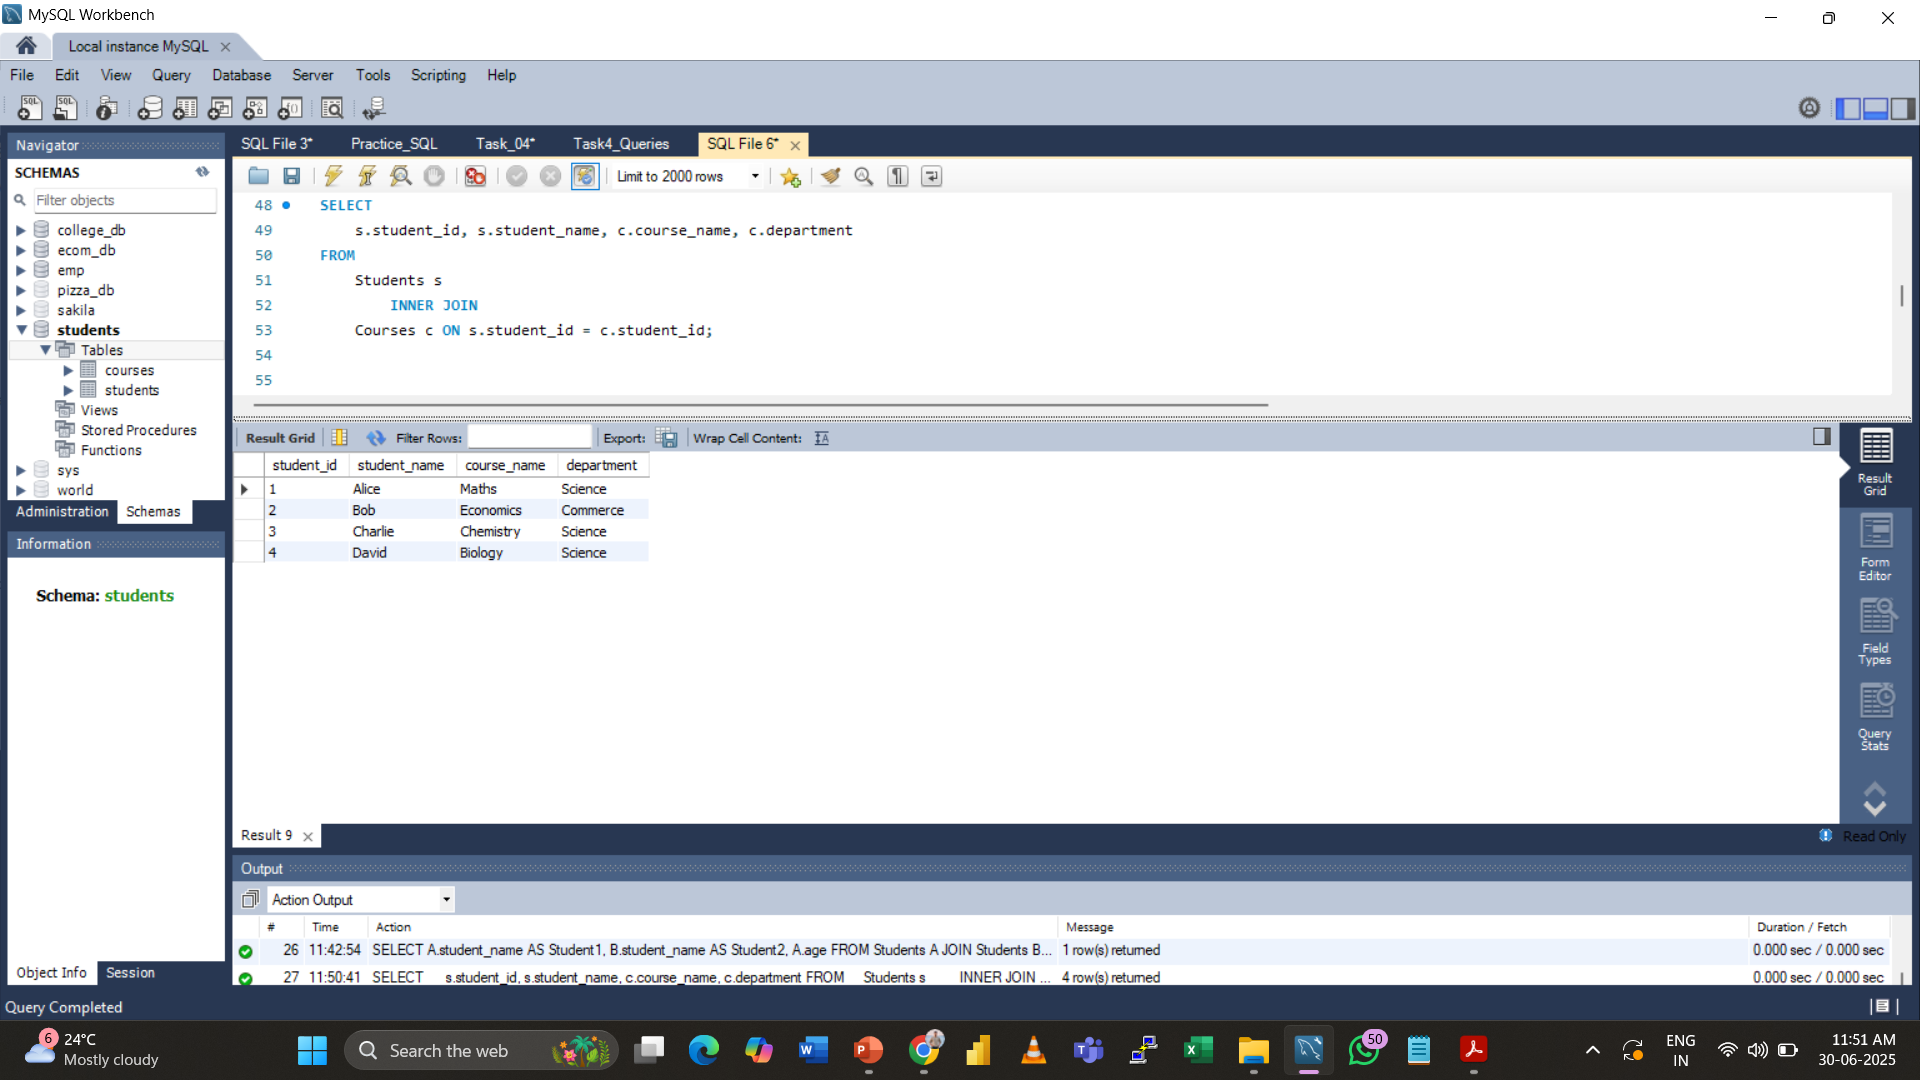 MySQL Workbench
Local instance MySQL
File Edit View Query Database Server Tools Scripting Help
Navigator
SCHEMAS
Filter objects
college_db
ecom_db
emp
pizza_db
sakila
students
Tables
courses
students
Views
Stored Procedures
Functions
sys
world
Administration Schemas
Information
Schema: students
Object Info Session
SQL File 3* Practice_SQL Task_04* Task4_Queries SQL File 6*
Limit to 2000 rows
48 SELECT
49 s.student_id, s.student_name, c.course_name, c.department
50 FROM
51 Students s
52 INNER JOIN
53 Courses c ON s.student_id = c.student_id;
54
55
Result Grid Filter Rows: Export: Wrap Cell Content:
student_id student_name course_name department
1 Alice Maths Science
2 Bob Economics Commerce
3 Charlie Chemistry Science
4 David Biology Science
Result Grid
Form Editor
Field Types
Query Stats
Result 9
Read Only
Output
Action Output
# Time Action Message Duration / Fetch
26 11:42:54 SELECT A.student_name AS Student1, B.student_name AS Student2, A.age FROM Students A JOIN Students B... 1 row(s) returned 0.000 sec / 0.000 sec
27 11:50:41 SELECT s.student_id, s.student_name, c.course_name, c.department FROM Students s INNER JOIN ... 4 row(s) returned 0.000 sec / 0.000 sec
Query Completed
6
24°C
Mostly cloudy
Search the web
50
ENG
IN
11:51 AM
30-06-2025